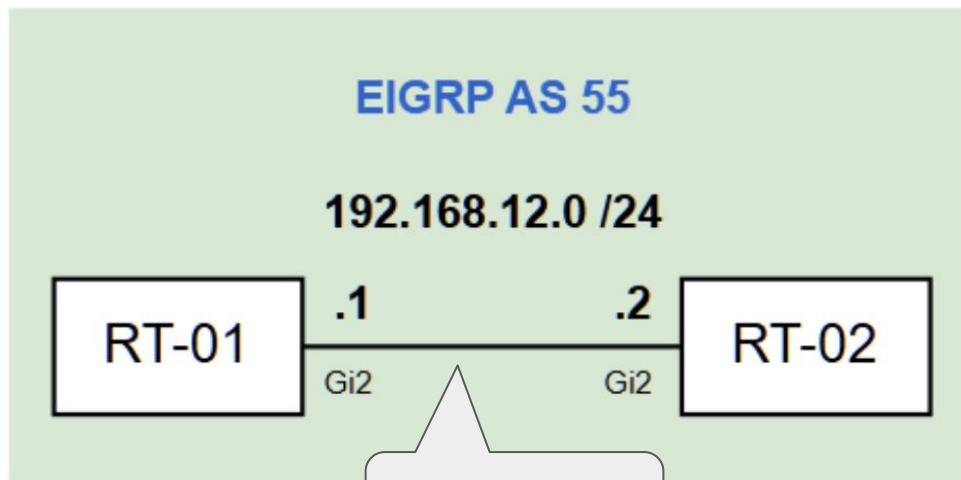 EIGRP AS 55
192.168.12.0 /24
.1 .2
RT-01 RT-02
Gi2 Gi2